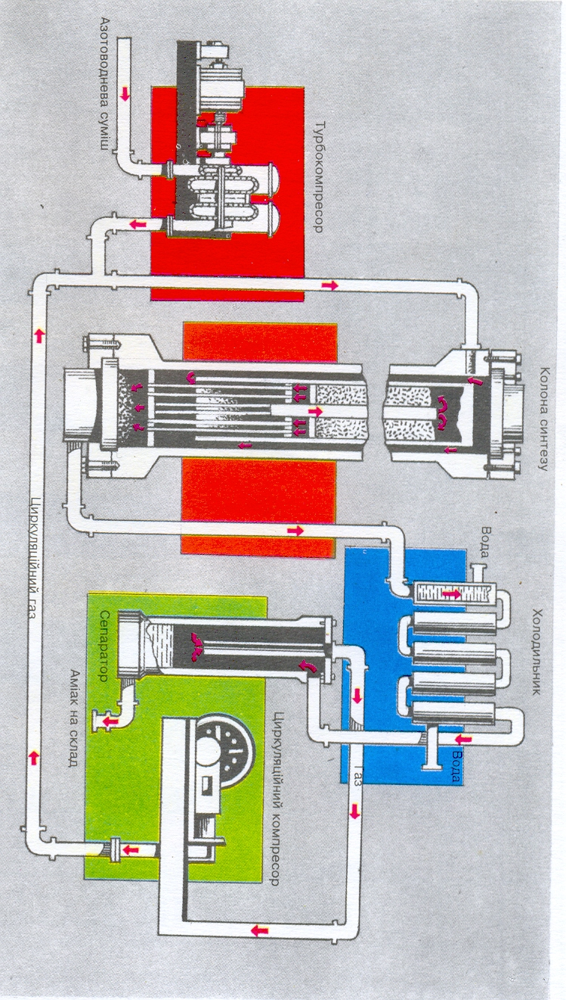 Колона синтезу
Холодильник
Вода
Вода
Турбокомпресор
Газ
Циркуляційний компресор
Азотоводнева суміш
Сепаратор
Аміак на склад
Циркуляційний газ